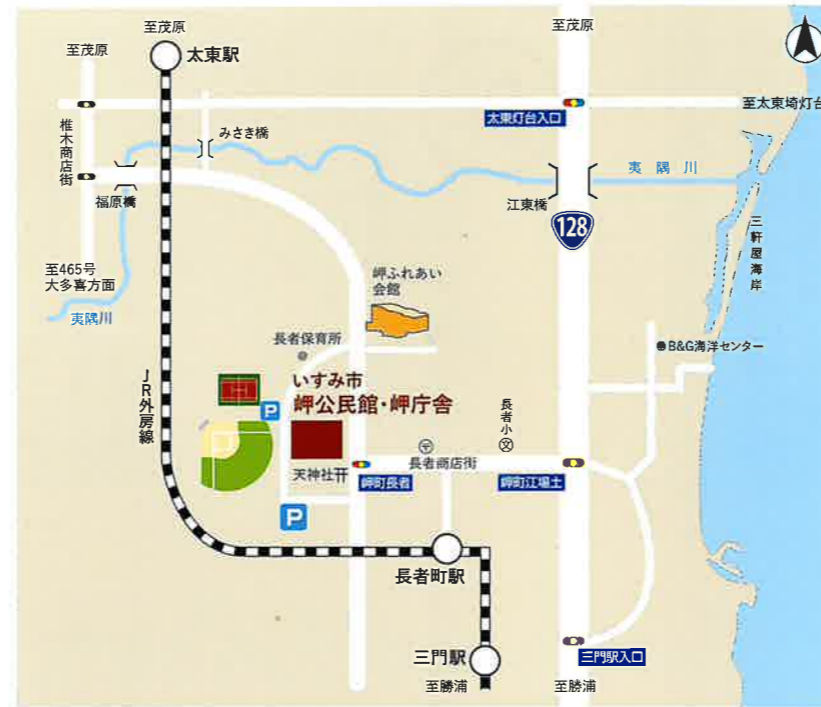 至茂原
至茂原
至茂原
太東駅
至太東埼灯台
太東灯台入口
椎木商店街
みさき橋
福原橋
夷隅川
江東橋
128
三軒屋海岸
至465号
大多喜方面
夷隅川
岬ふれあい
会館
長者保育所
B&G海洋センター
JR外房線
いすみ市
岬公民館・岬庁舎
P
長者小
文
〒
天神社
岬町長者
長者商店街
岬町江場土
P
長者町駅
三門駅
三門駅入口
至勝浦
至勝浦